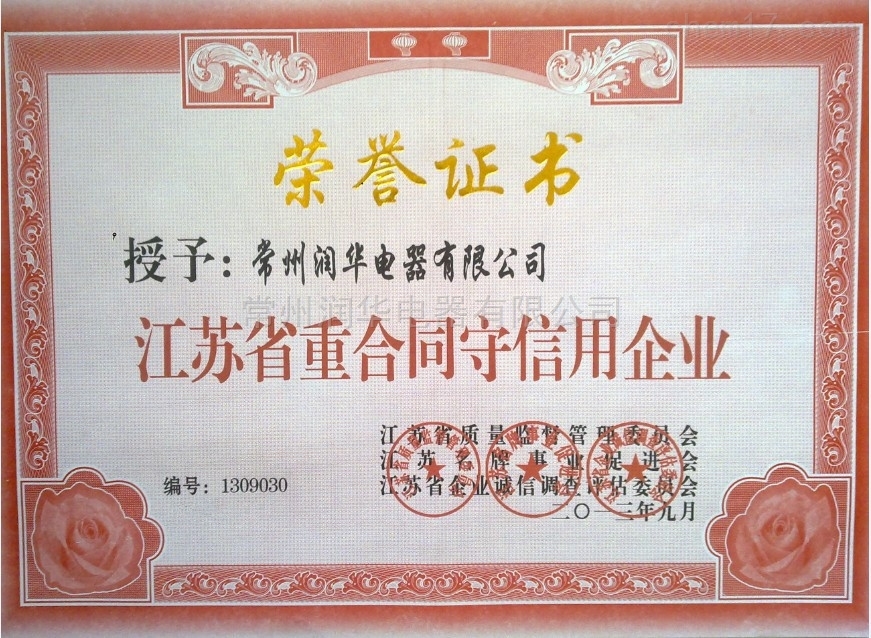 荣誉证书
授予：常州润华电器有限公司
常州润华电器有限公司
江苏省重合同守信用企业
江苏省质量监督管理委员会
江苏名牌事业促进会
江苏省企业诚信调查评估委员会
编号：1309030
二〇一三年九月